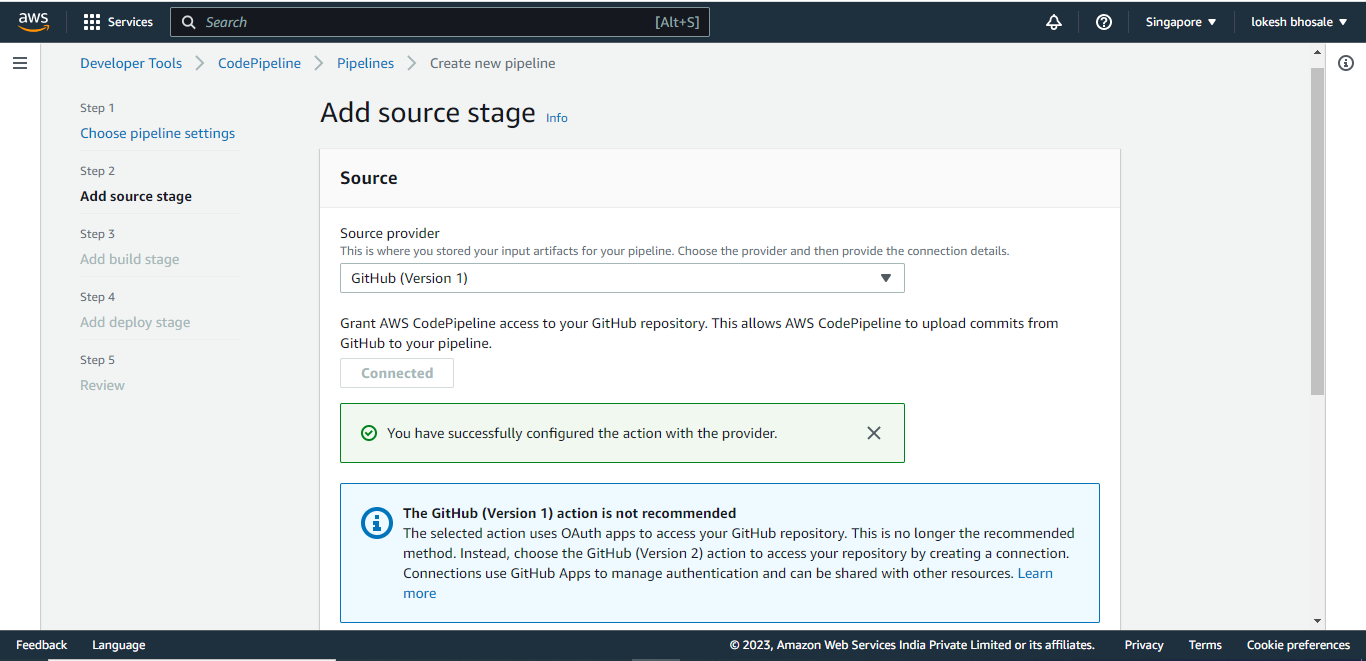 aws Services Search [Alt+S] Singapore lokesh bhosale
Developer Tools CodePipeline Pipelines Create new pipeline
Step 1
Choose pipeline settings
Step 2
Add source stage
Step 3
Add build stage
Step 4
Add deploy stage
Step 5
Review
Add source stage Info
Source
Source provider
This is where you stored your input artifacts for your pipeline. Choose the provider and then provide the connection details.
GitHub (Version 1)
Grant AWS CodePipeline access to your GitHub repository. This allows AWS CodePipeline to upload commits from
GitHub to your pipeline.
Connected
You have successfully configured the action with the provider.
The GitHub (Version 1) action is not recommended
The selected action uses OAuth apps to access your GitHub repository. This is no longer the recommended
method. Instead, choose the GitHub (Version 2) action to access your repository by creating a connection.
Connections use GitHub Apps to manage authentication and can be shared with other resources. Learn
more
Feedback Language © 2023, Amazon Web Services India Private Limited or its affiliates. Privacy Terms Cookie preferences